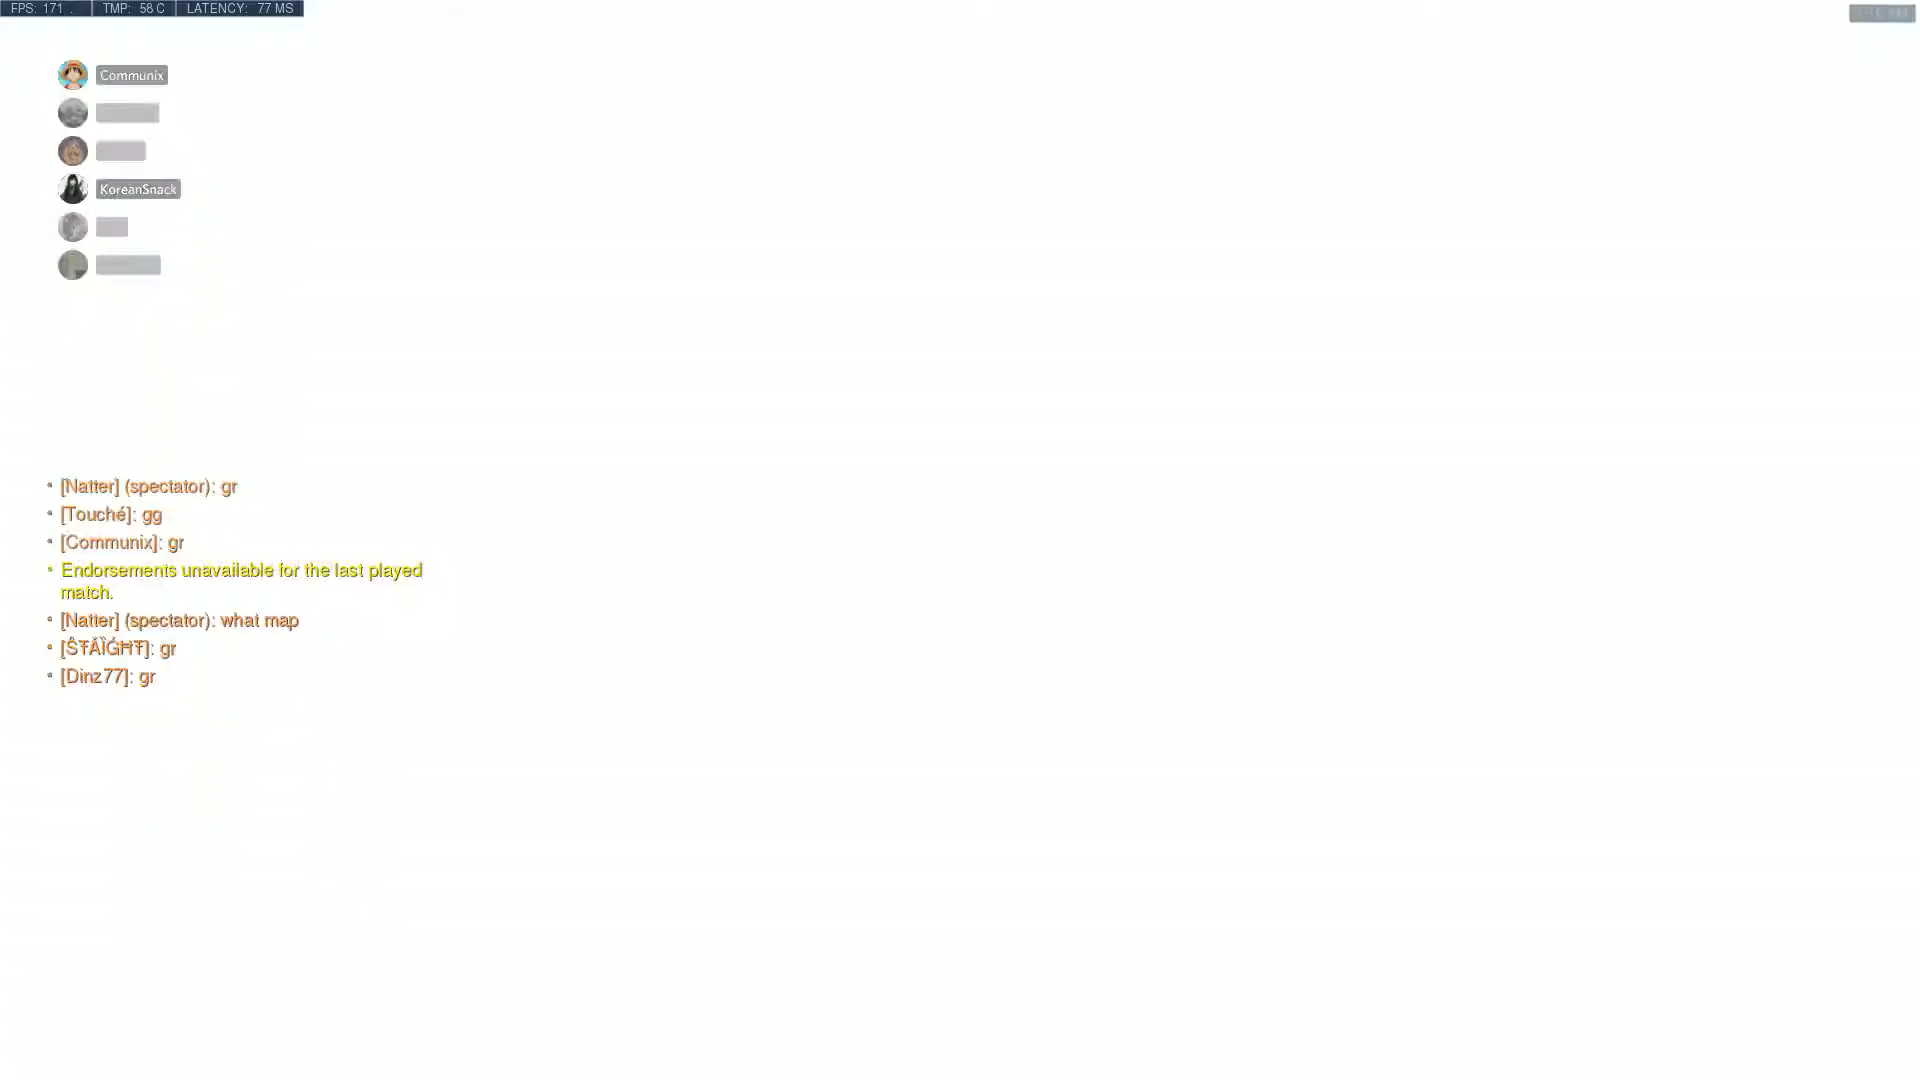 FPS: 171 . TMP: 58 C LATENCY: 77 MS
Communix
KoreanSnack
• [Natter] (spectator): gr
• [Touché]: gg
• [Communix]: gr
• Endorsements unavailable for the last played
match.
• [Natter] (spectator): what map
• [ŜŦĂÌǴĦŦ]: gr
• [Dinz77]: gr